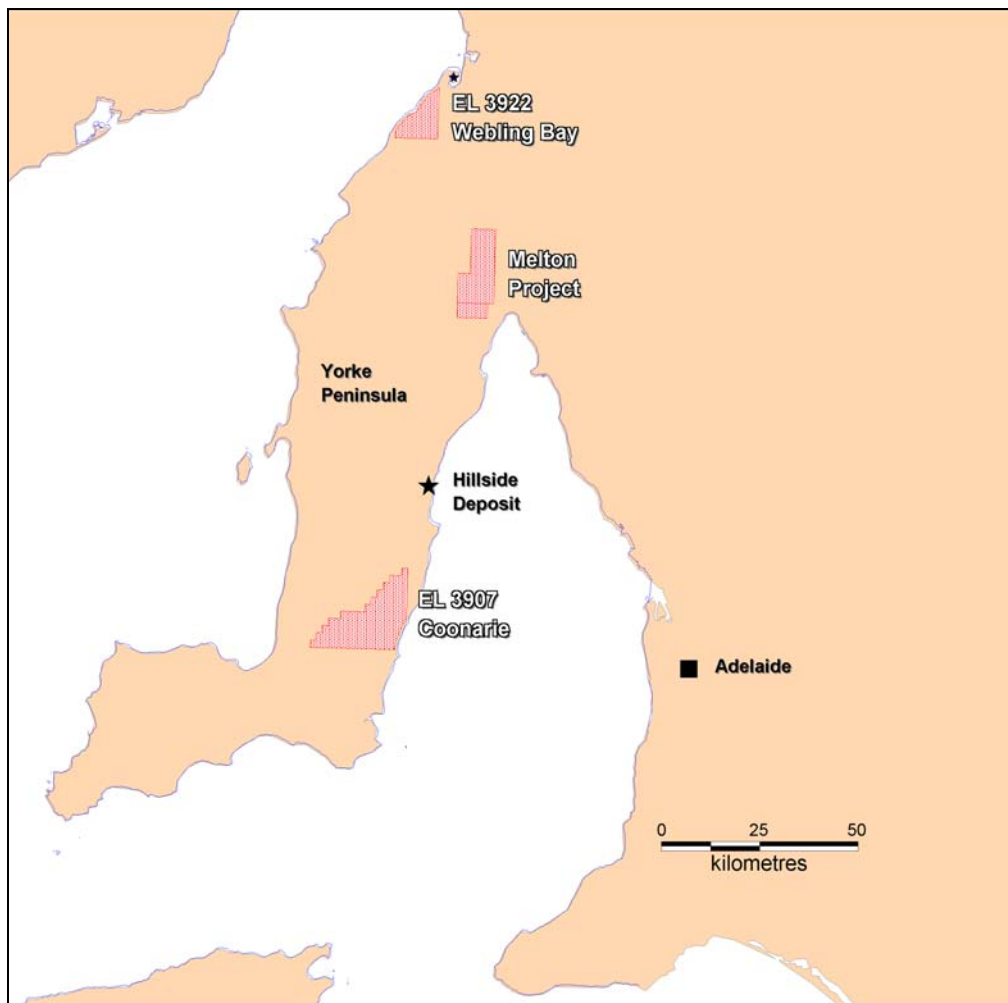 EL 3922
Webling Bay
Melton
Project
Yorke
Peninsula
Hillside
Deposit
EL 3907
Coonarie
Adelaide
0 25 50
kilometres